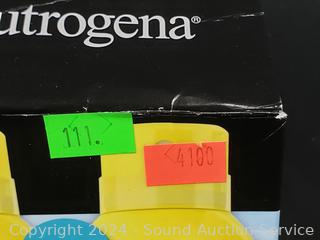 utrogena®
111.
4100
Copyright 2024 - Sound Auction Service